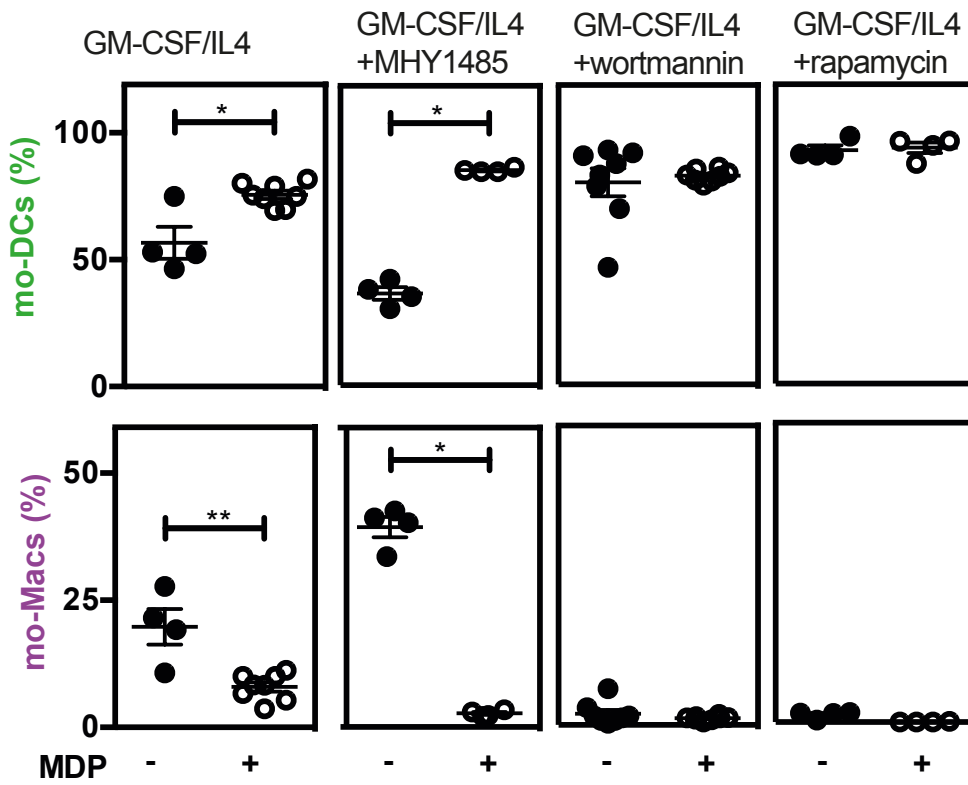 GM-CSF/IL4
GM-CSF/IL4
+MHY1485
GM-CSF/IL4
+wortmannin
GM-CSF/IL4
+rapamycin
mo-DCs (%)
100
50
0
*
*
mo-Macs (%)
50
25
0
**
*
MDP - + - + - + - +